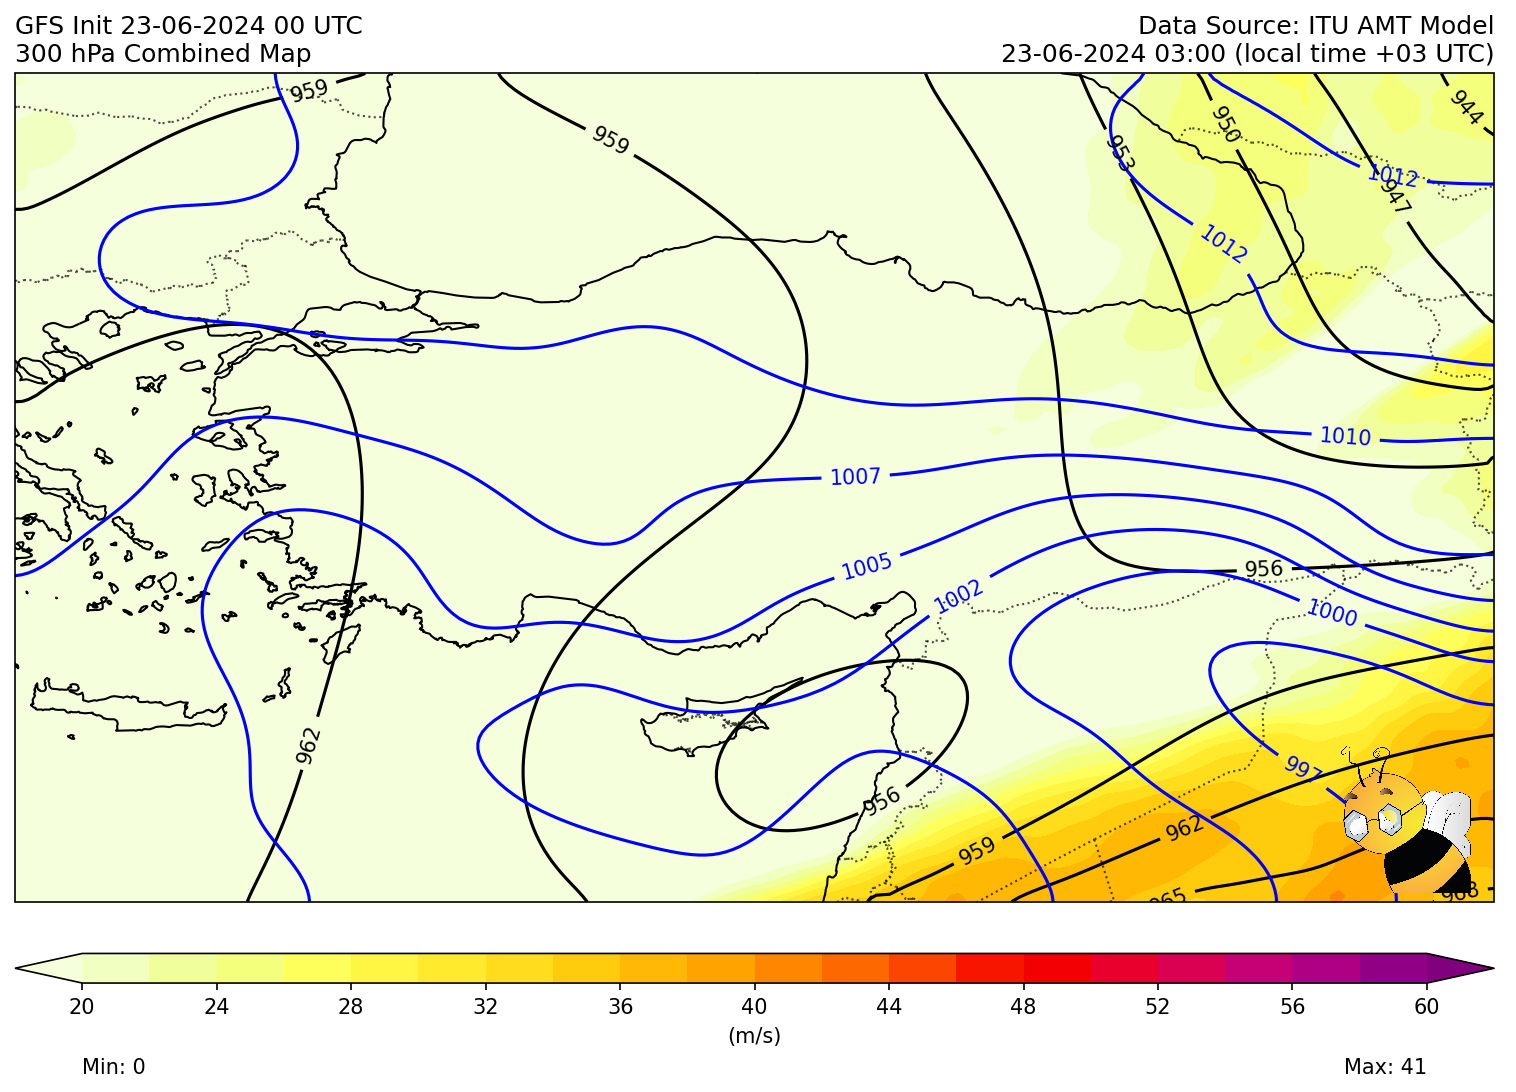 GFS Init 23-06-2024 00 UTC
Data Source: ITU AMT Model
300 hPa Combined Map
23-06-2024 03:00 (local time +03 UTC)
959
944
950
959
953
1012
947
1012
1010
1007
1005
956
1002
1000
962
997
956
962
959
965
968
20 24 28 32 36 40 44 48 52 56 60
(m/s)
Min: 0
Max: 41